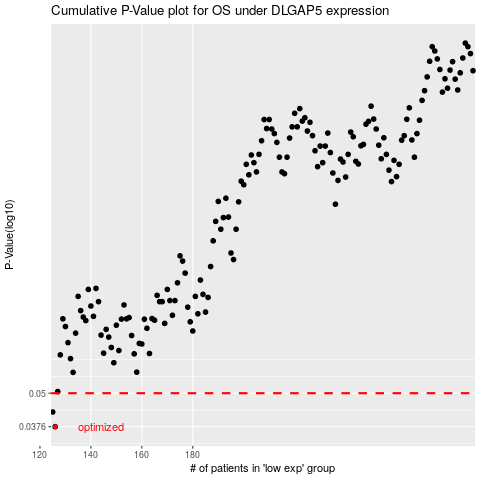 Cumulative P-Value plot for OS under DLGAP5 expression
P-Value(log10)
0.05
0.0376
optimized
120 140 160 180
# of patients in 'low exp' group